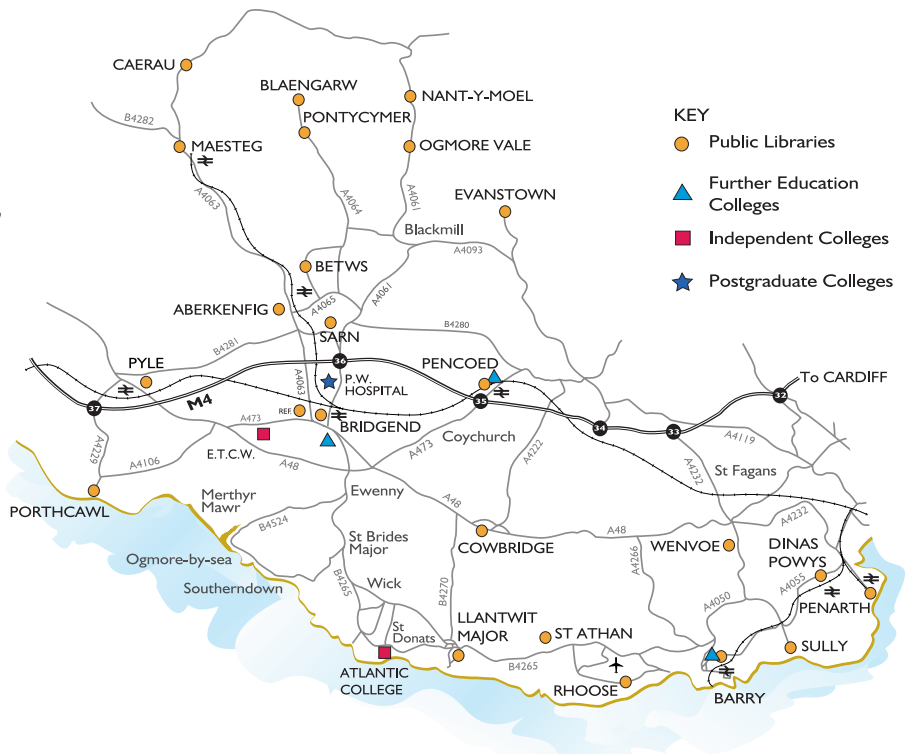 CAERAU
BLAENGARW
NANT-Y-MOEL
PONTYCYMER
B4282
KEY
Public Libraries
MAESTEG
OGMORE VALE
Further Education
Colleges
A4063
A4064
A4061
EVANSTOWN
Blackmill
Independent Colleges
A4093
BETWS
Postgraduate Colleges
A4065
A4061
ABERKENFIG
SARN
B4280
B4281
36
PYLE
PENCOED
P.W.
HOSPITAL
To CARDIFF
32
M4
A4063
37
REF.
35
BRIDGEND
A473
34
33
A4119
E.T.C.W.
A473
Coychurch
A4222
A4229
A4106
A48
A4232
St Fagans
PORTHCAWL
Merthyr
Mawr
Ewenny
A48
A4232
B4524
COWBRIDGE
A48
WENVOE
DINAS
POWYS
St Brides
Major
Ogmore-by-sea
A4266
Southerndown
B4265
Wick
B4270
A4055
A4050
PENARTH
LLANTWIT
MAJOR
St
Donats
ST ATHAN
SULLY
B4265
ATLANTIC
COLLEGE
RHOOSE
BARRY